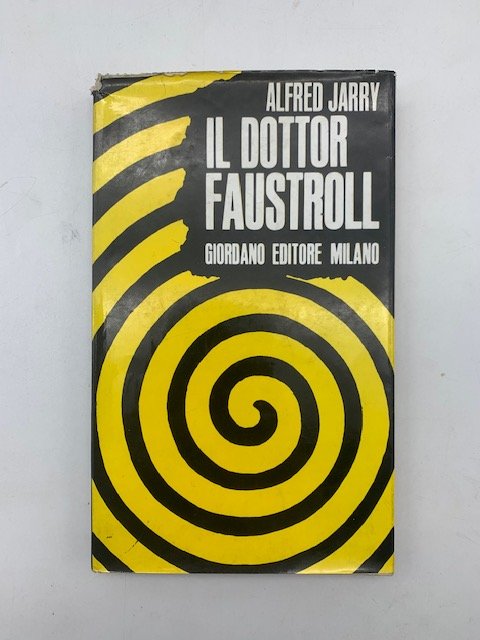 ALFRED JARRY
IL DOTTOR
FAUSTROLL
GIORDANO EDITORE MILANO